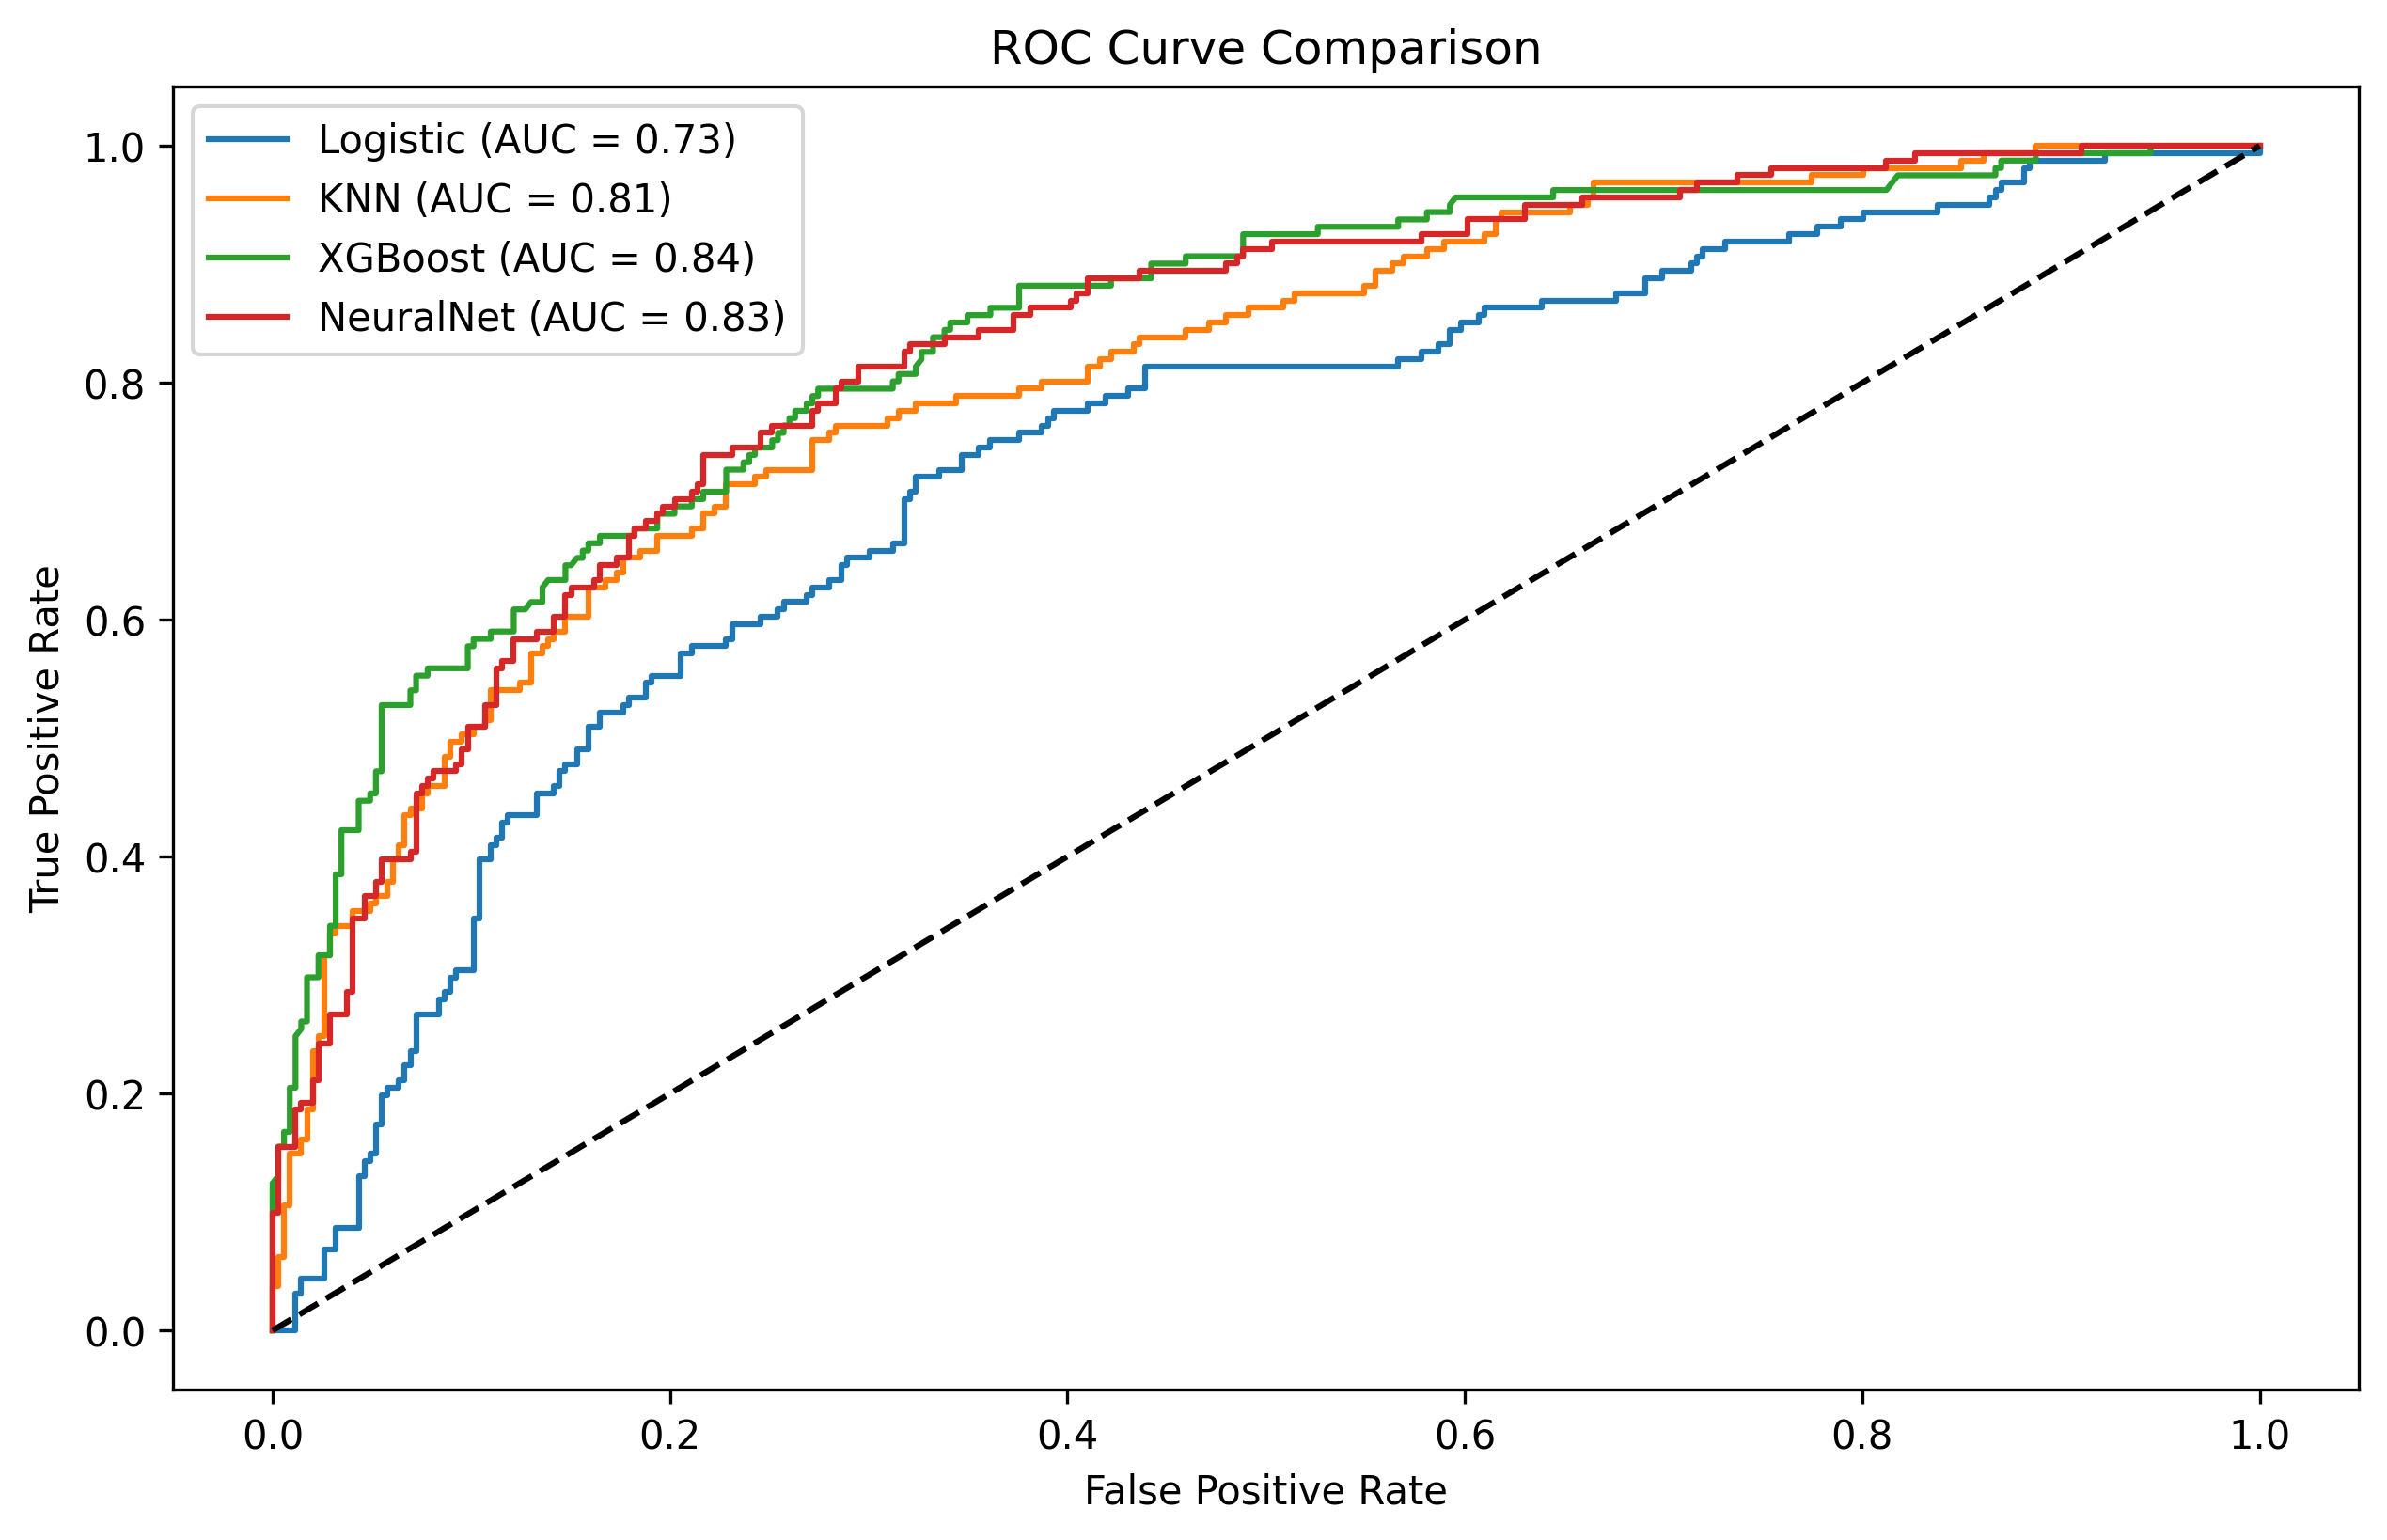 ROC Curve Comparison
Logistic (AUC = 0.73)
KNN (AUC = 0.81)
XGBoost (AUC = 0.84)
NeuralNet (AUC = 0.83)
True Positive Rate
1.0
0.8
0.6
0.4
0.2
0.0
0.0 0.2 0.4 0.6 0.8 1.0
False Positive Rate